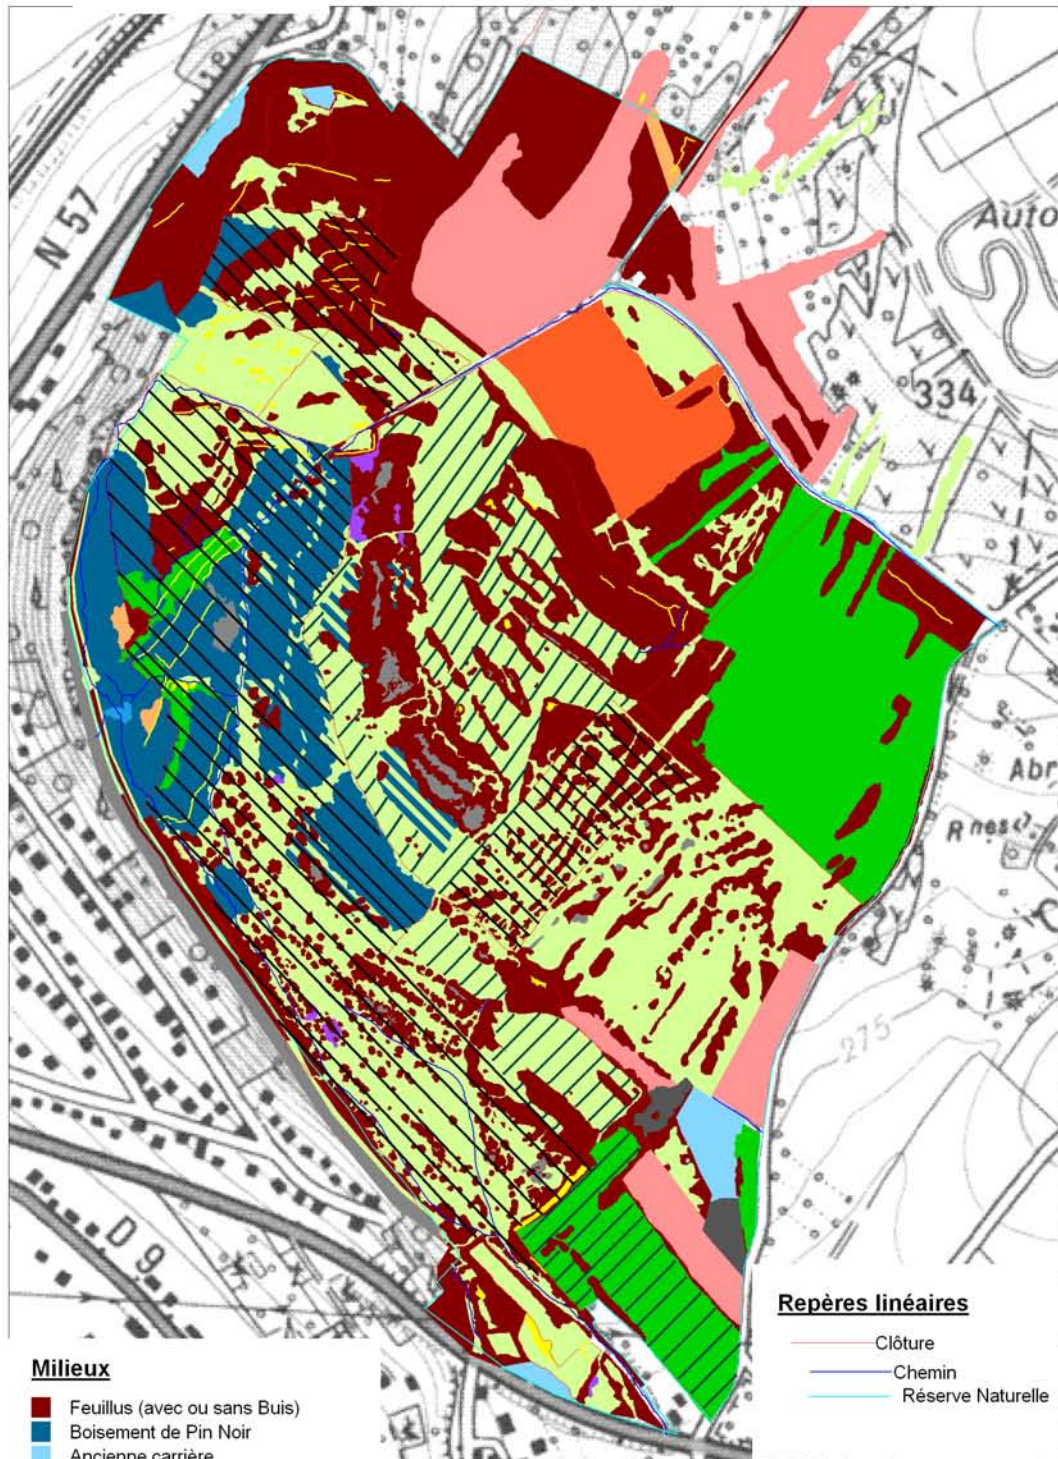 N 57
Auto
334
Abr
Rnes
275
D 9
Repères linéaires
Clôture
Chemin
Réserve Naturelle
Milieux
Feuillus (avec ou sans Buis)
Boisement de Pin Noir
Ancienne carrière